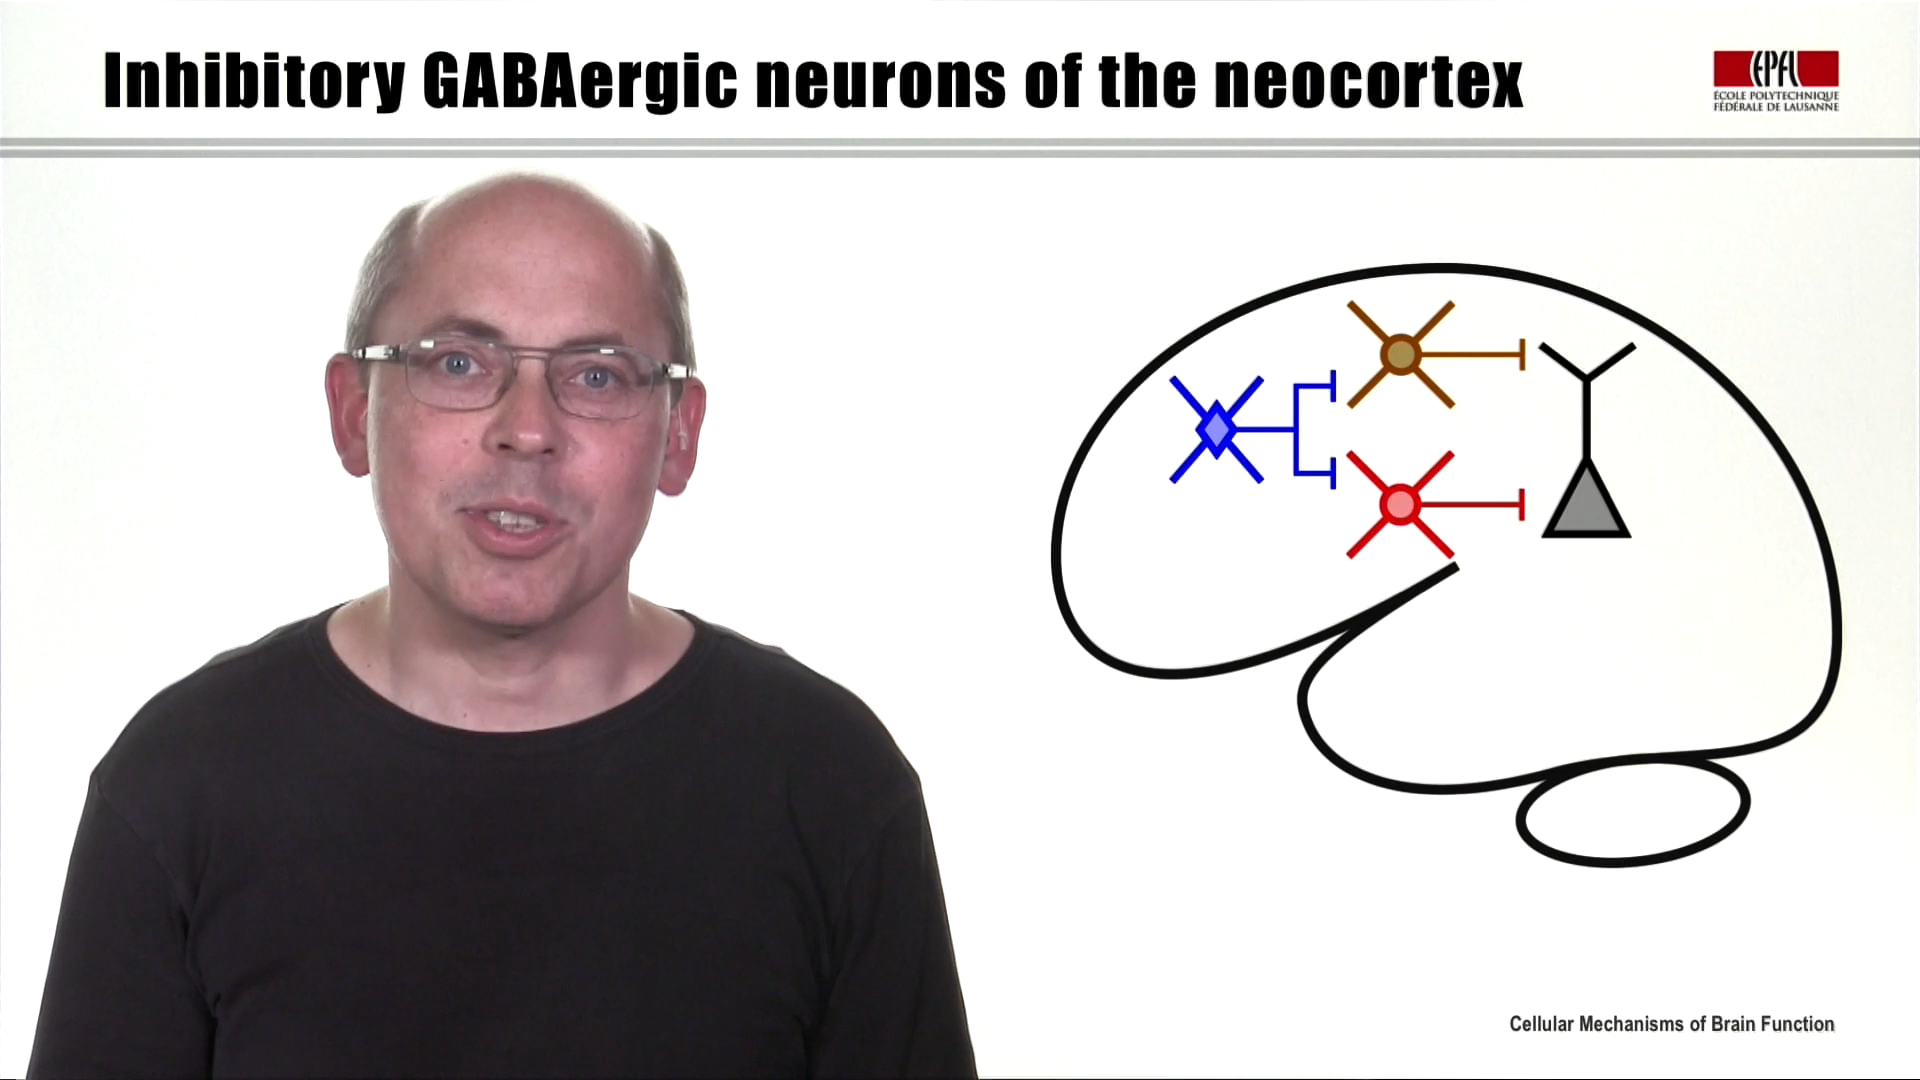 Inhibitory GABAergic neurons of the neocortex
EPFL
ÉCOLE POLYTECHNIQUE
FÉDÉRALE DE LAUSANNE
Cellular Mechanisms of Brain Function